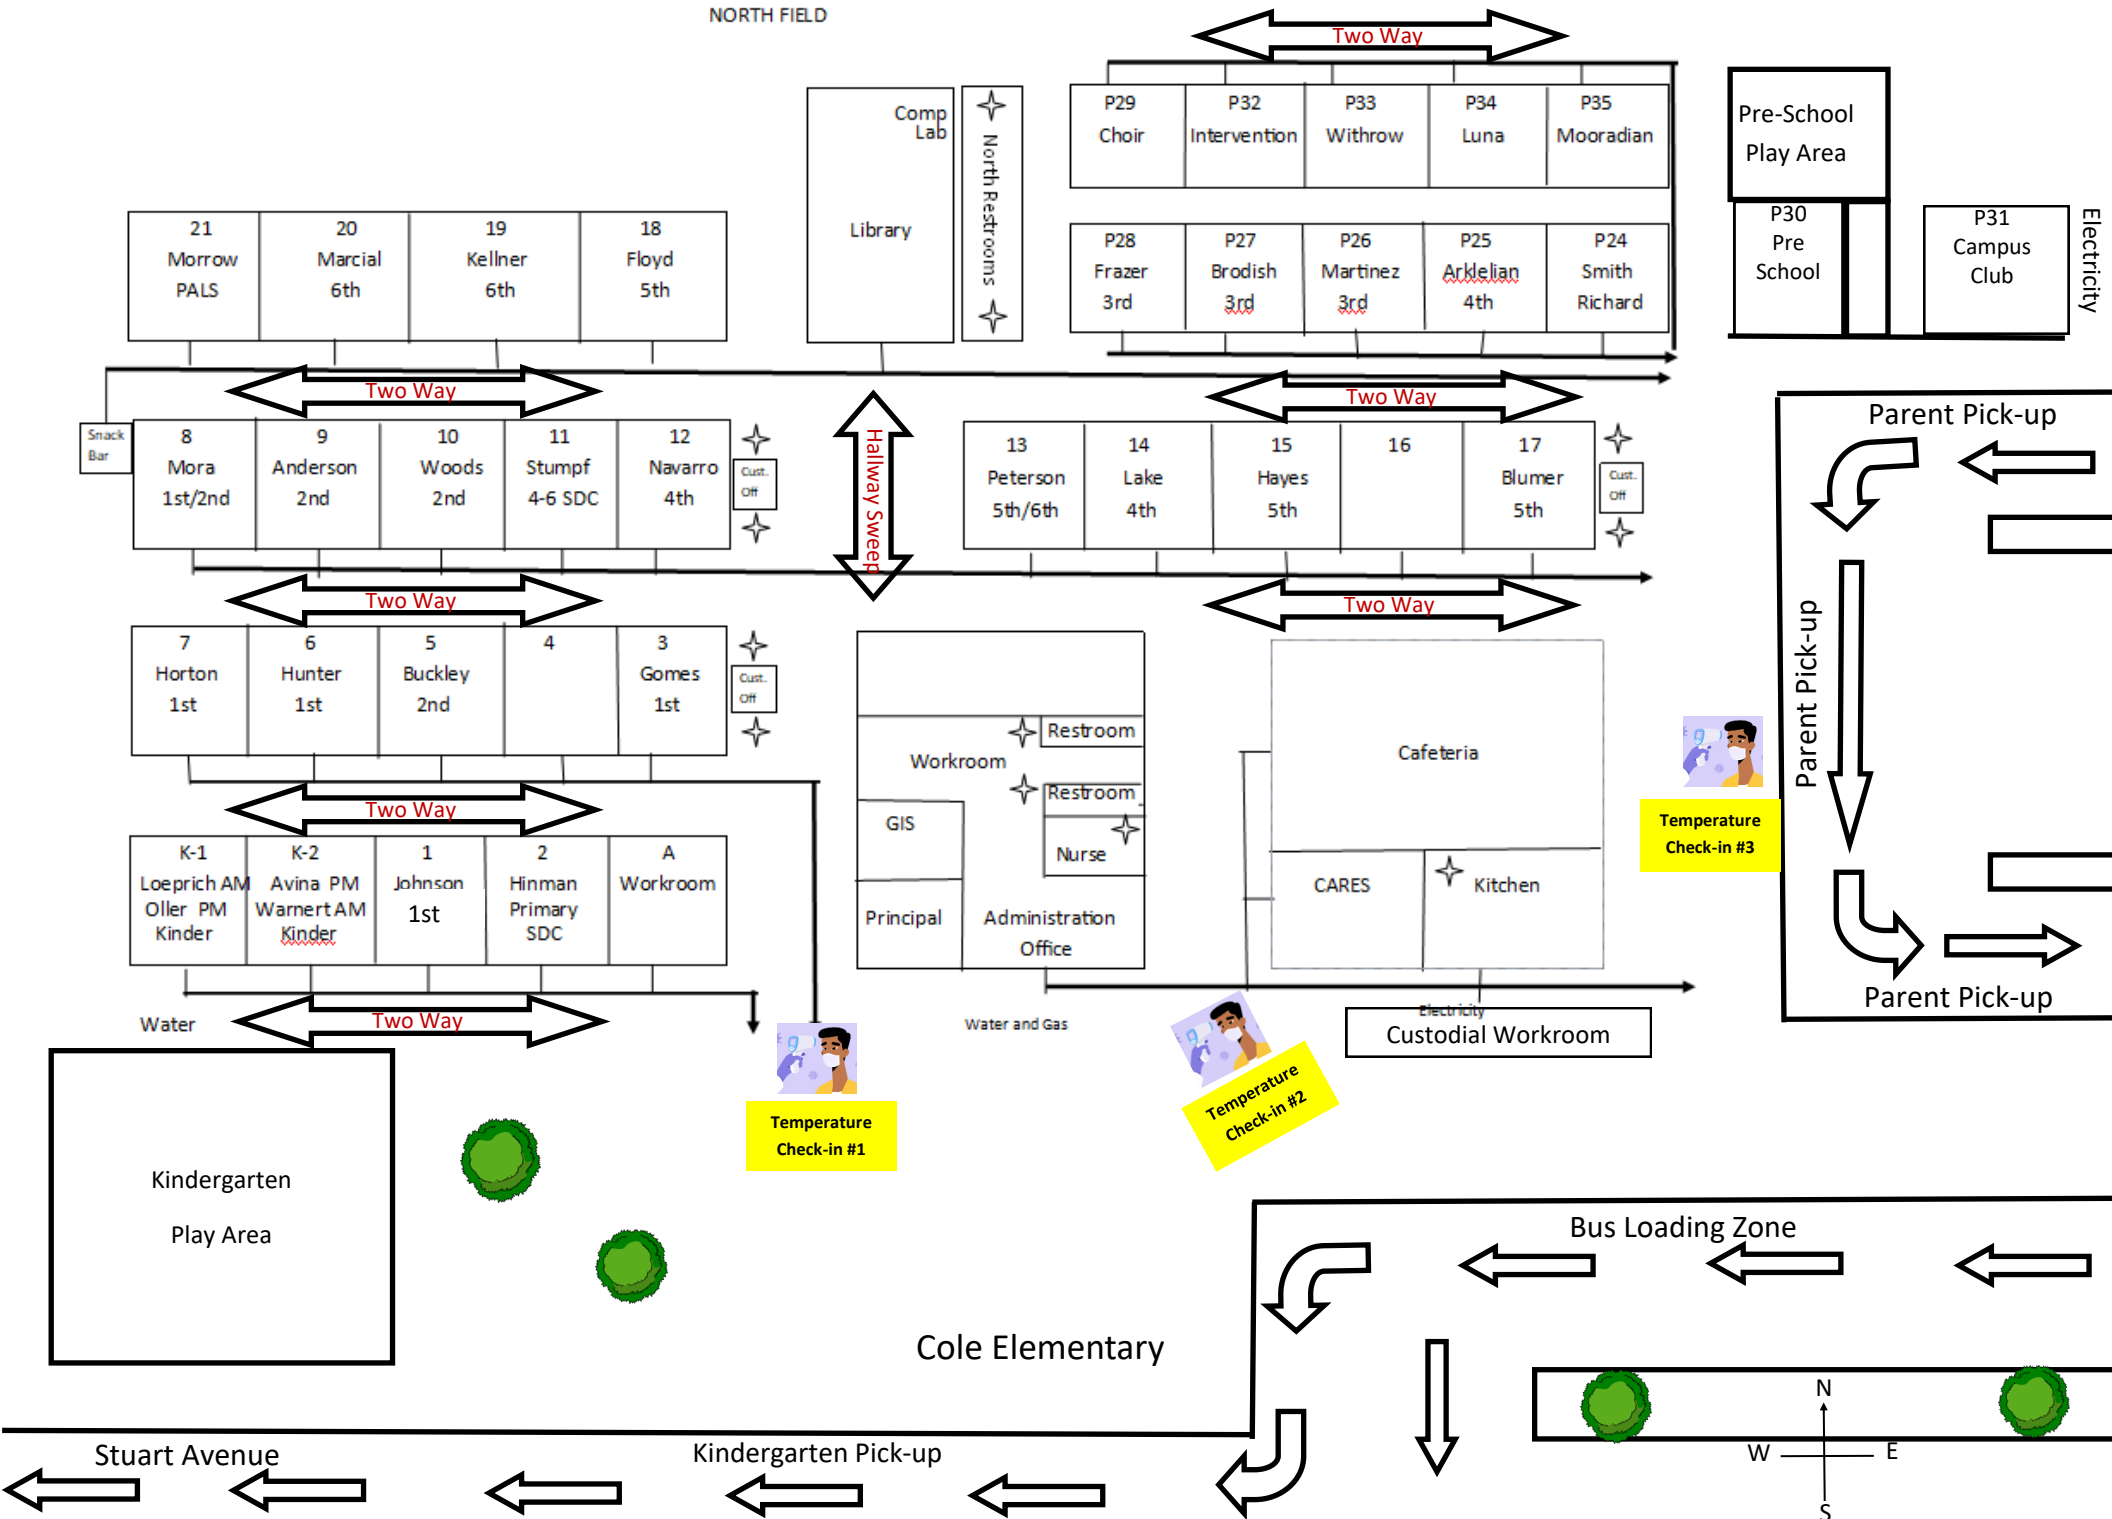 NORTH FIELD
Two Way
P29
Choir
P32
Intervention
P33
Withrow
P34
Luna
P35
Mooradian
Pre-School
Play Area
Comp
Lab
Library
North Restrooms
21
Morrow
PALS
20
Marcial
6th
19
Kellner
6th
18
Floyd
5th
P28
Frazer
3rd
P27
Brodish
3rd
P26
Martinez
3rd
P25
Arklelian
4th
P24
Smith
Richard
P30
Pre
School
P31
Campus
Club
Electricity
Two Way
Two Way
Snack
Bar
8
Mora
1st/2nd
9
Anderson
2nd
10
Woods
2nd
11
Stumpf
4-6 SDC
12
Navarro
4th
Cust.
Off
Hallway Sweep
13
Peterson
5th/6th
14
Lake
4th
15
Hayes
5th
16
17
Blumer
5th
Cust.
Off
Parent Pick-up
Two Way
Two Way
7
Horton
1st
6
Hunter
1st
5
Buckley
2nd
4
3
Gomes
1st
Cust.
Off
Restroom
Workroom
Restroom
GIS
Nurse
Principal
Administration
Office
Cafeteria
CARES
Kitchen
Parent Pick-up
Temperature
Check-in #3
Two Way
K-1
Loeprich AM
Oller PM
Kinder
K-2
Avina PM
Warnert AM
Kinder
1
Johnson
1st
2
Hinman
Primary
SDC
A
Workroom
Parent Pick-up
Water
Two Way
Water and Gas
Electricity
Custodial Workroom
Temperature
Check-in #1
Temperature
Check-in #2
Kindergarten
Play Area
Bus Loading Zone
Cole Elementary
Stuart Avenue
Kindergarten Pick-up
N
W
E
S